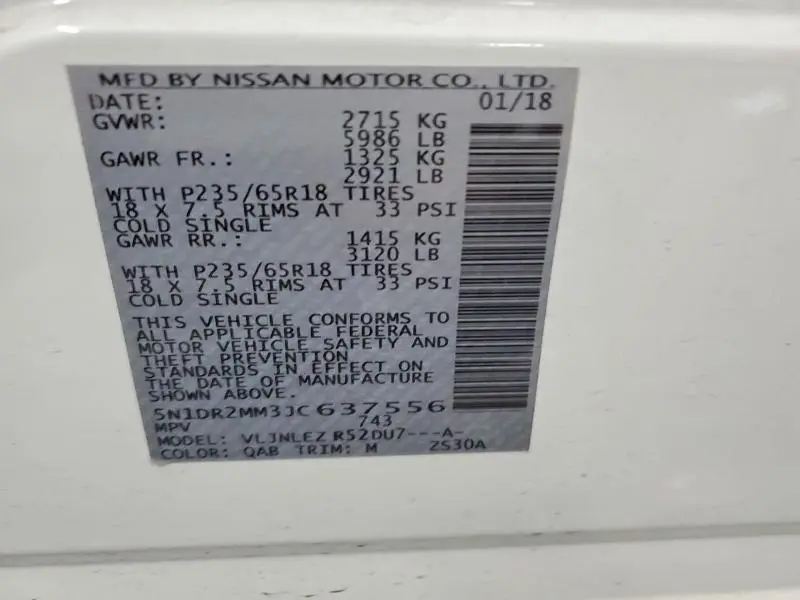 MFD BY NISSAN MOTOR CO., LTD.
DATE: 01/18
GVWR: 2715 KG
5986 LB
GAWR FR.: 1325 KG
2921 LB
WITH P235/65R18 TIRES
18 X 7.5 RIMS AT 33 PSI
COLD SINGLE
GAWR RR.: 1415 KG
3120 LB
WITH P235/65R18 TIRES
18 X 7.5 RIMS AT 33 PSI
COLD SINGLE
THIS VEHICLE CONFORMS TO
ALL APPLICABLE FEDERAL
MOTOR VEHICLE SAFETY AND
THEFT PREVENTION
STANDARDS IN EFFECT ON
THE DATE OF MANUFACTURE
SHOWN ABOVE.
5N1DR2MM3JC637556
MPV 743
MODEL: VLJNLEZ R52DU7---A-
COLOR: QAB TRIM: M ZS30A